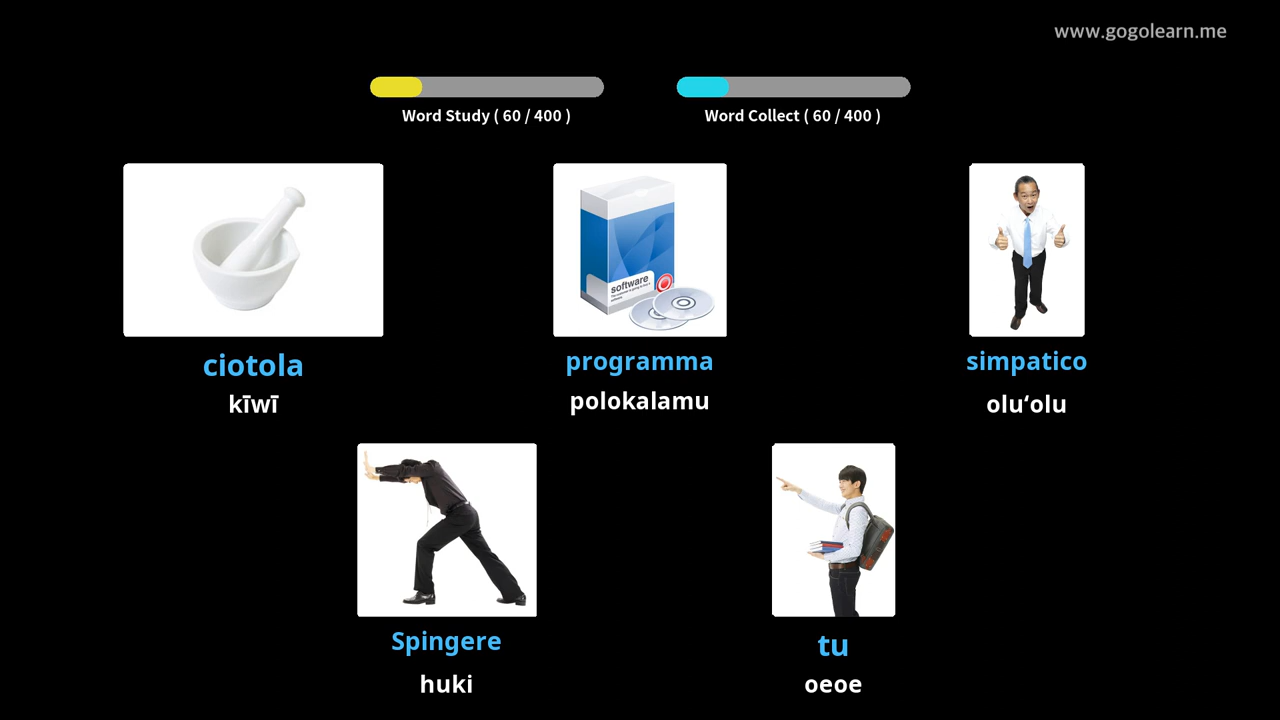 www.gogolearn.me
Word Study ( 60 / 400 )
Word Collect ( 60 / 400 )
software
ciotola
programma
simpatico
kīwī
polokalamu
oluʻolu
Spingere
tu
huki
oeoe